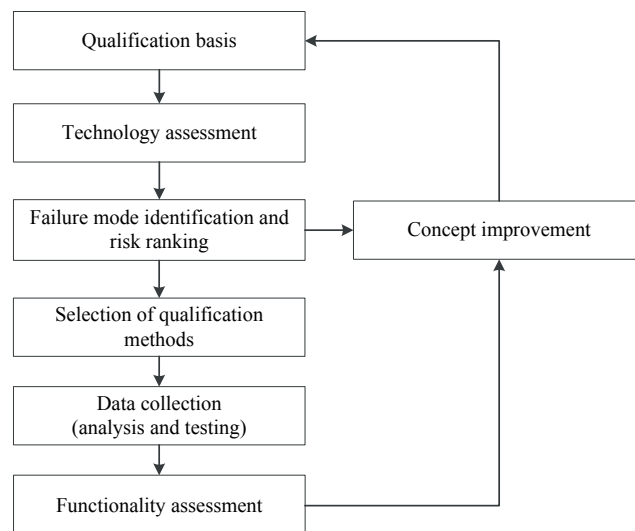 Qualification basis
Technology assessment
Failure mode identification and
risk ranking
Concept improvement
Selection of qualification
methods
Data collection
(analysis and testing)
Functionality assessment